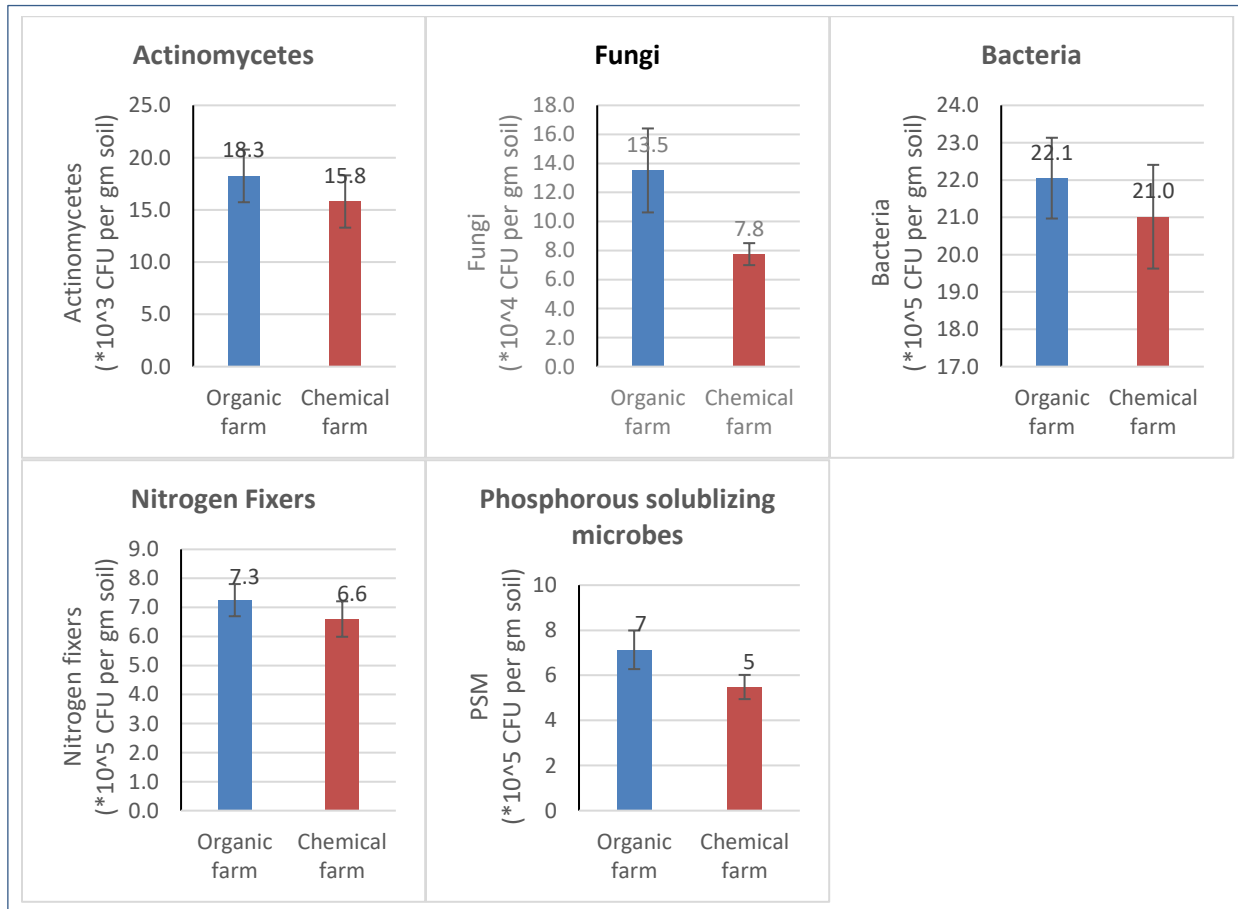 Actinomycetes
Actinomycetes
(*10^3 CFU per gm soil)
25.0
20.0
15.0
10.0
5.0
0.0
18.3
15.8
Organic
farm
Chemical
farm
Fungi
Fungi
(*10^4 CFU per gm soil)
18.0
16.0
14.0
12.0
10.0
8.0
6.0
4.0
2.0
0.0
13.5
7.8
Organic
farm
Chemical
farm
Bacteria
Bacteria
(*10^5 CFU per gm soil)
24.0
23.0
22.0
21.0
20.0
19.0
18.0
17.0
22.1
21.0
Organic
farm
Chemical
farm
Nitrogen Fixers
Nitrogen fixers
(*10^5 CFU per gm soil)
9.0
8.0
7.0
6.0
5.0
4.0
3.0
2.0
1.0
0.0
7.3
6.6
Organic
farm
Chemical
farm
Phosphorous solublizing
microbes
PSM
(*10^5 CFU per gm soil)
10
8
6
4
2
0
7
5
Organic
farm
Chemical
farm